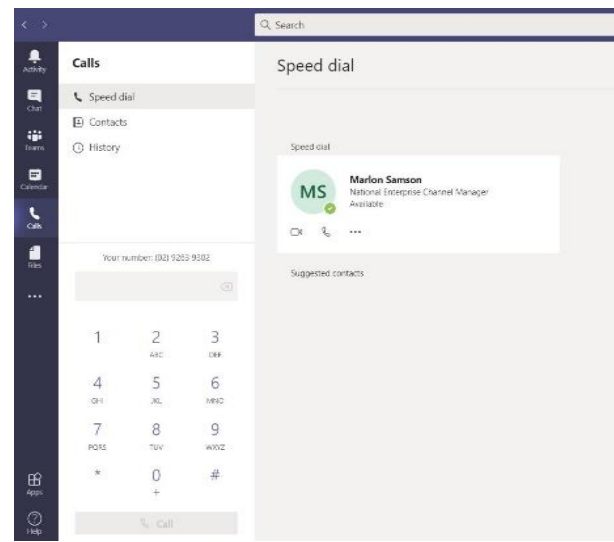 Search
Activity
Chat
Teams
Calendar
Calls
Files
...
Apps
Help
Calls
Speed dial
Contacts
History
Your number: (02) 9263 9302
1 2 3
ABC DEF
4 5 6
GHI JKL MNO
7 8 9
PQRS TUV WXYZ
* 0 #
+
Call
Speed dial
Speed dial
MS
Marlon Samson
National Enterprise Channel Manager
Available
...
Suggested contacts